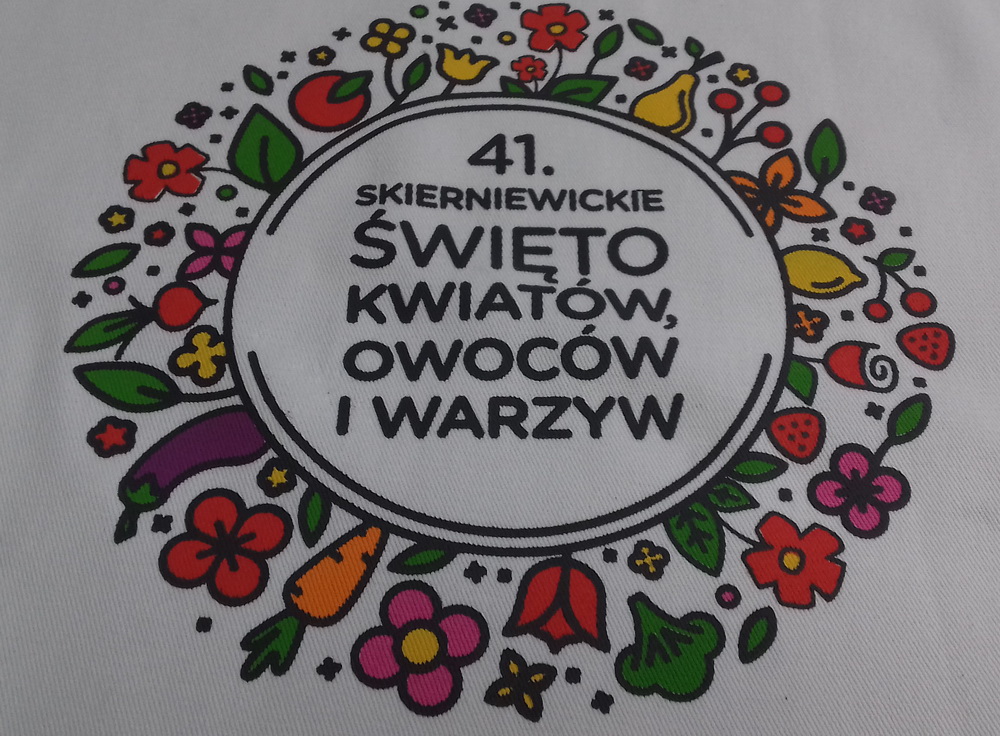 41.
SKIERNIEWICKIE
ŚWIĘTO
KWIATÓW,
OWOCÓW
I WARZYW